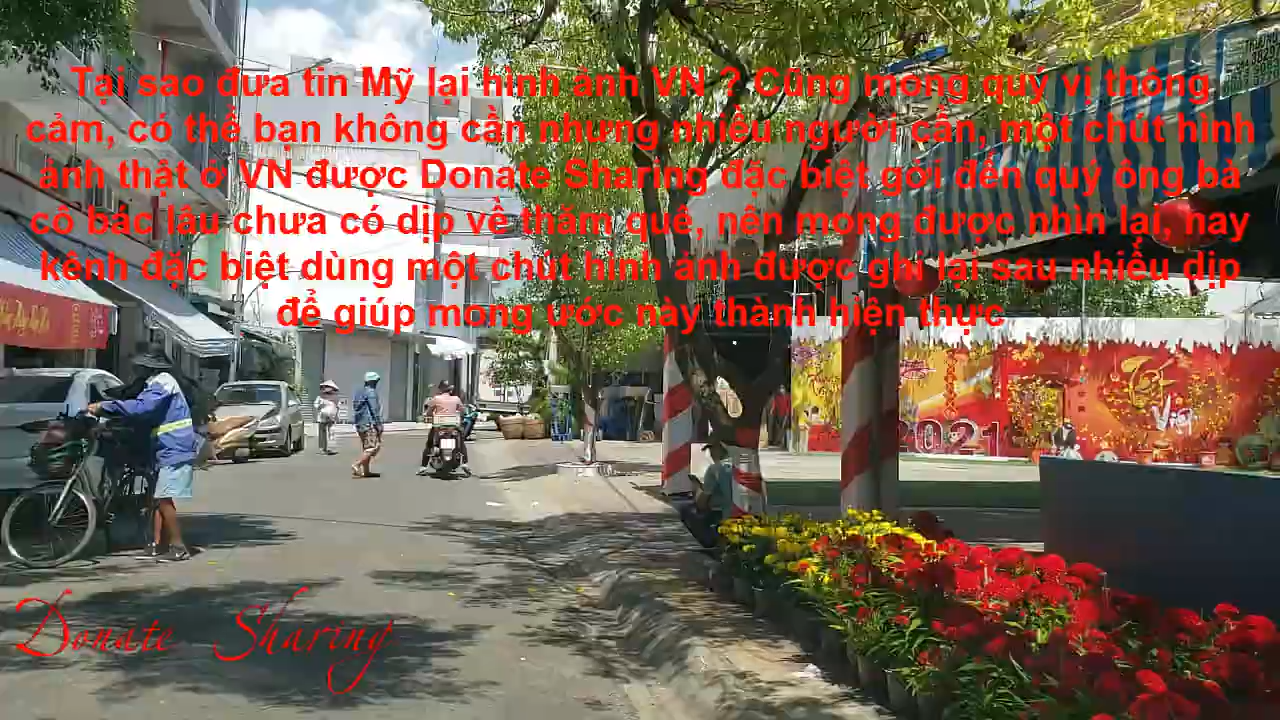 Tại sao đưa tin Mỹ lại hình ảnh VN ? Cũng mong quý vị thông
cảm, có thể bạn không cần nhưng nhiều người cần, một chút hình
ảnh thật ở VN được Donate Sharing đặc biệt gởi đến quý ông bà
cô bác lâu chưa có dịp về thăm quê, nên mong được nhìn lại, nay
kênh đặc biệt dùng một chút hình ảnh được ghi lại sau nhiều dịp
để giúp mong ước này thành hiện thực
2021
Tết
Việt
Donate Sharing